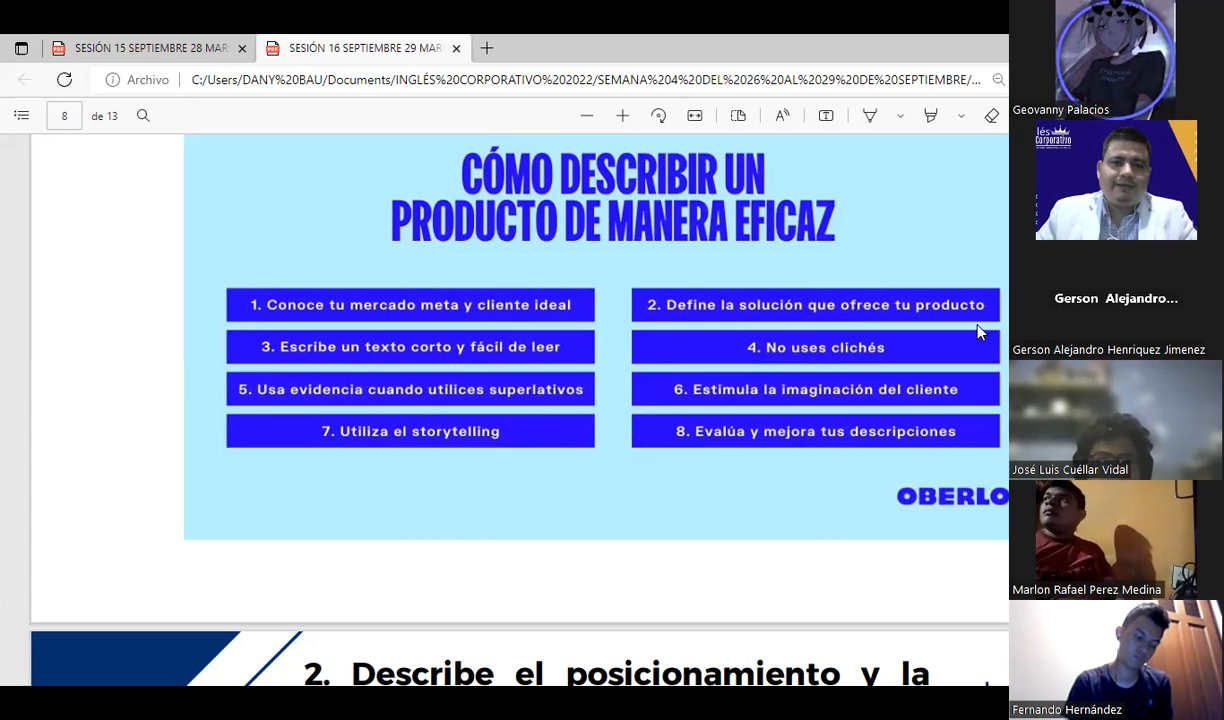 SESIÓN 15 SEPTIEMBRE 28 MAR
SESIÓN 16 SEPTIEMBRE 29 MAR
Archivo
C:/Users/DANY%20BAU/Documents/INGLÉS%20CORPORATIVO%202022/SEMANA%204%20DEL%2026%20AL%2029%20DE%20SEPTIEMBRE/...
8 de 13
CÓMO DESCRIBIR UN
PRODUCTO DE MANERA EFICAZ
1. Conoce tu mercado meta y cliente ideal
2. Define la solución que ofrece tu producto
3. Escribe un texto corto y fácil de leer
4. No uses clichés
5. Usa evidencia cuando utilices superlativos
6. Estimula la imaginación del cliente
7. Utiliza el storytelling
8. Evalúa y mejora tus descripciones
OBERLO
2. Describe el posicionamiento y la
Geovanny Palacios
lés
Corporativo
Gerson Alejandro...
Gerson Alejandro Henriquez Jimenez
José Luis Cuéllar Vidal
Marlon Rafael Perez Medina
Fernando Hernández